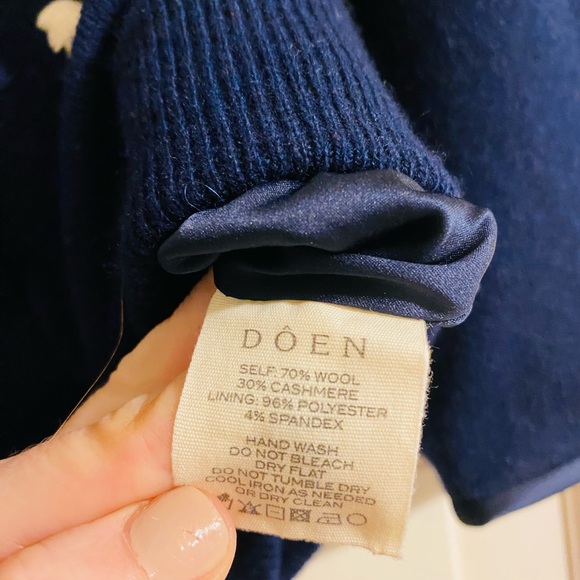 DÔEN
SELF: 70% WOOL
30% CASHMERE
LINING: 96% POLYESTER
4% SPANDEX
HAND WASH
DO NOT BLEACH
DRY FLAT
DO NOT TUMBLE DRY
COOL IRON AS NEEDED
OR DRY CLEAN